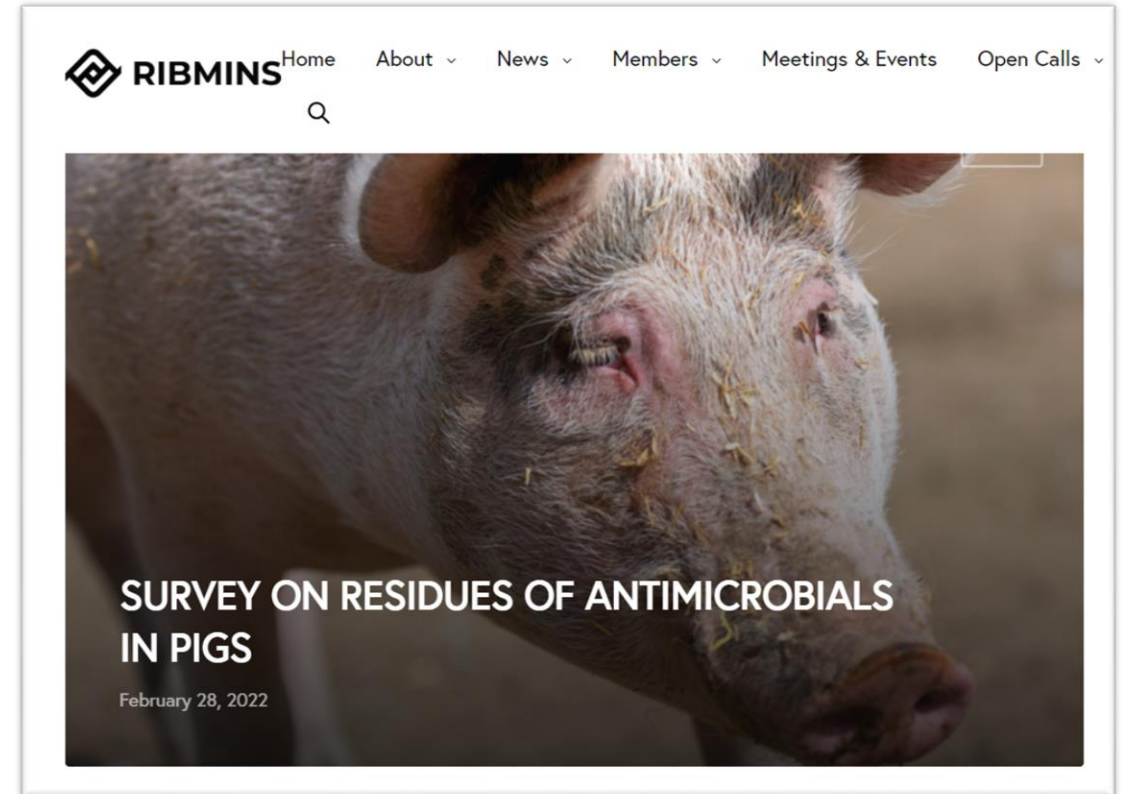 RIBMINS
Home About News Members Meetings & Events Open Calls
SURVEY ON RESIDUES OF ANTIMICROBIALS
IN PIGS
February 28, 2022